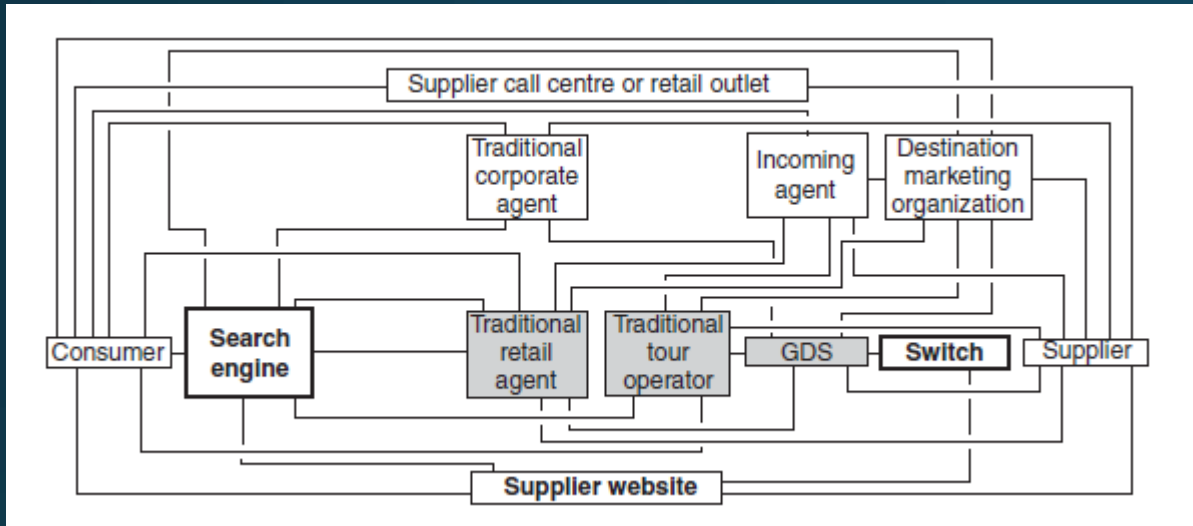 Supplier call centre or retail outlet
Traditional
corporate
agent
Incoming
agent
Destination
marketing
organization
Consumer
Search
engine
Traditional
retail
agent
Traditional
tour
operator
GDS
Switch
Supplier
Supplier website